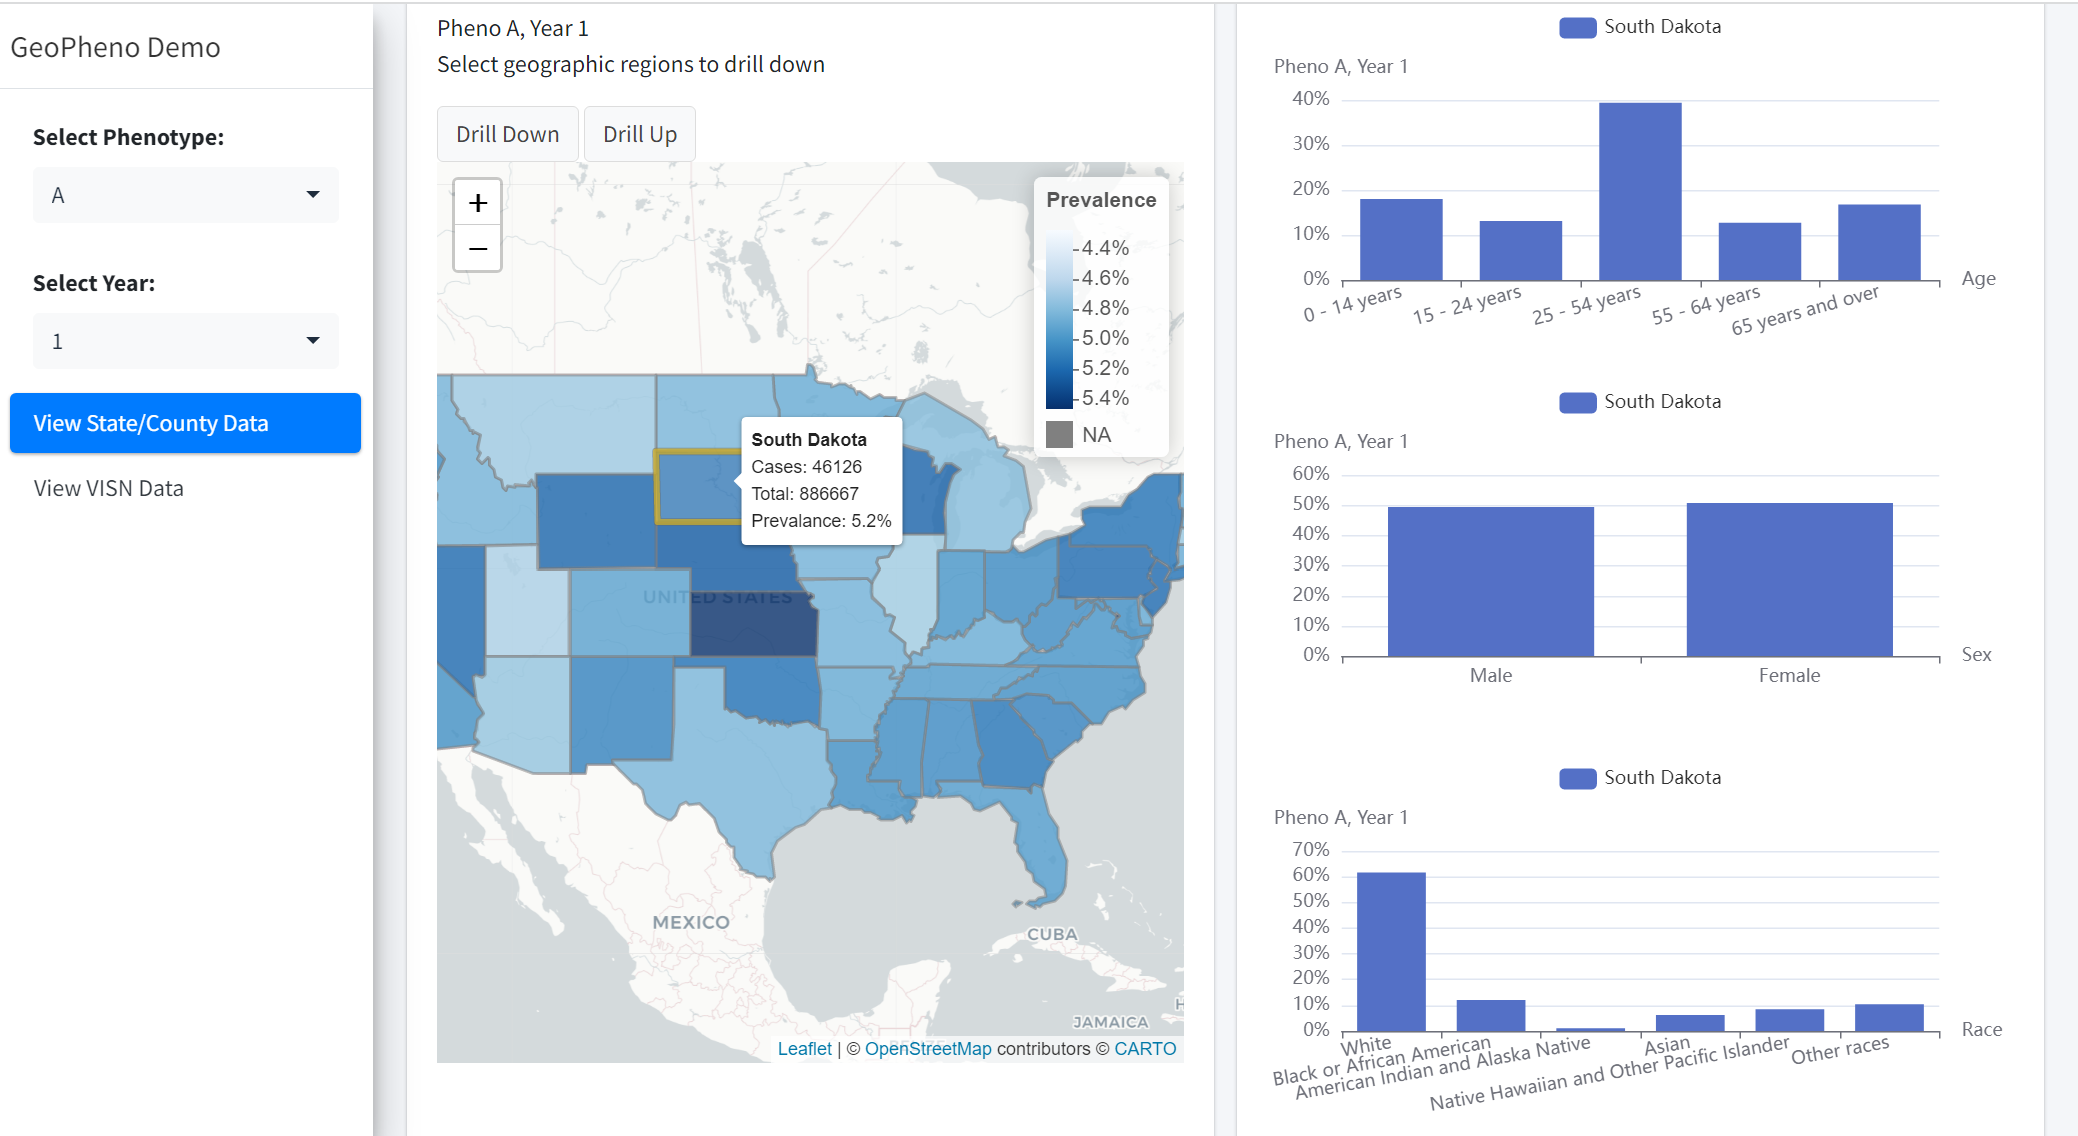 GeoPheno Demo
Select Phenotype:
A
Select Year:
1
View State/County Data
View VISN Data
Pheno A, Year 1
Select geographic regions to drill down
Drill Down
Drill Up
+
−
Prevalence
4.4%
4.6%
4.8%
5.0%
5.2%
5.4%
NA
South Dakota
Cases: 46126
Total: 886667
Prevalance: 5.2%
UNITED STATES
MEXICO
CUBA
JAMAICA
Leaflet | © OpenStreetMap contributors © CARTO
South Dakota
Pheno A, Year 1
40%
30%
20%
10%
0%
0 - 14 years
15 - 24 years
25 - 54 years
55 - 64 years
65 years and over
Age
South Dakota
Pheno A, Year 1
60%
50%
40%
30%
20%
10%
0%
Male
Female
Sex
South Dakota
Pheno A, Year 1
70%
60%
50%
40%
30%
20%
10%
0%
White
Black or African American
American Indian and Alaska Native
Asian
Native Hawaiian and Other Pacific Islander
Other races
Race